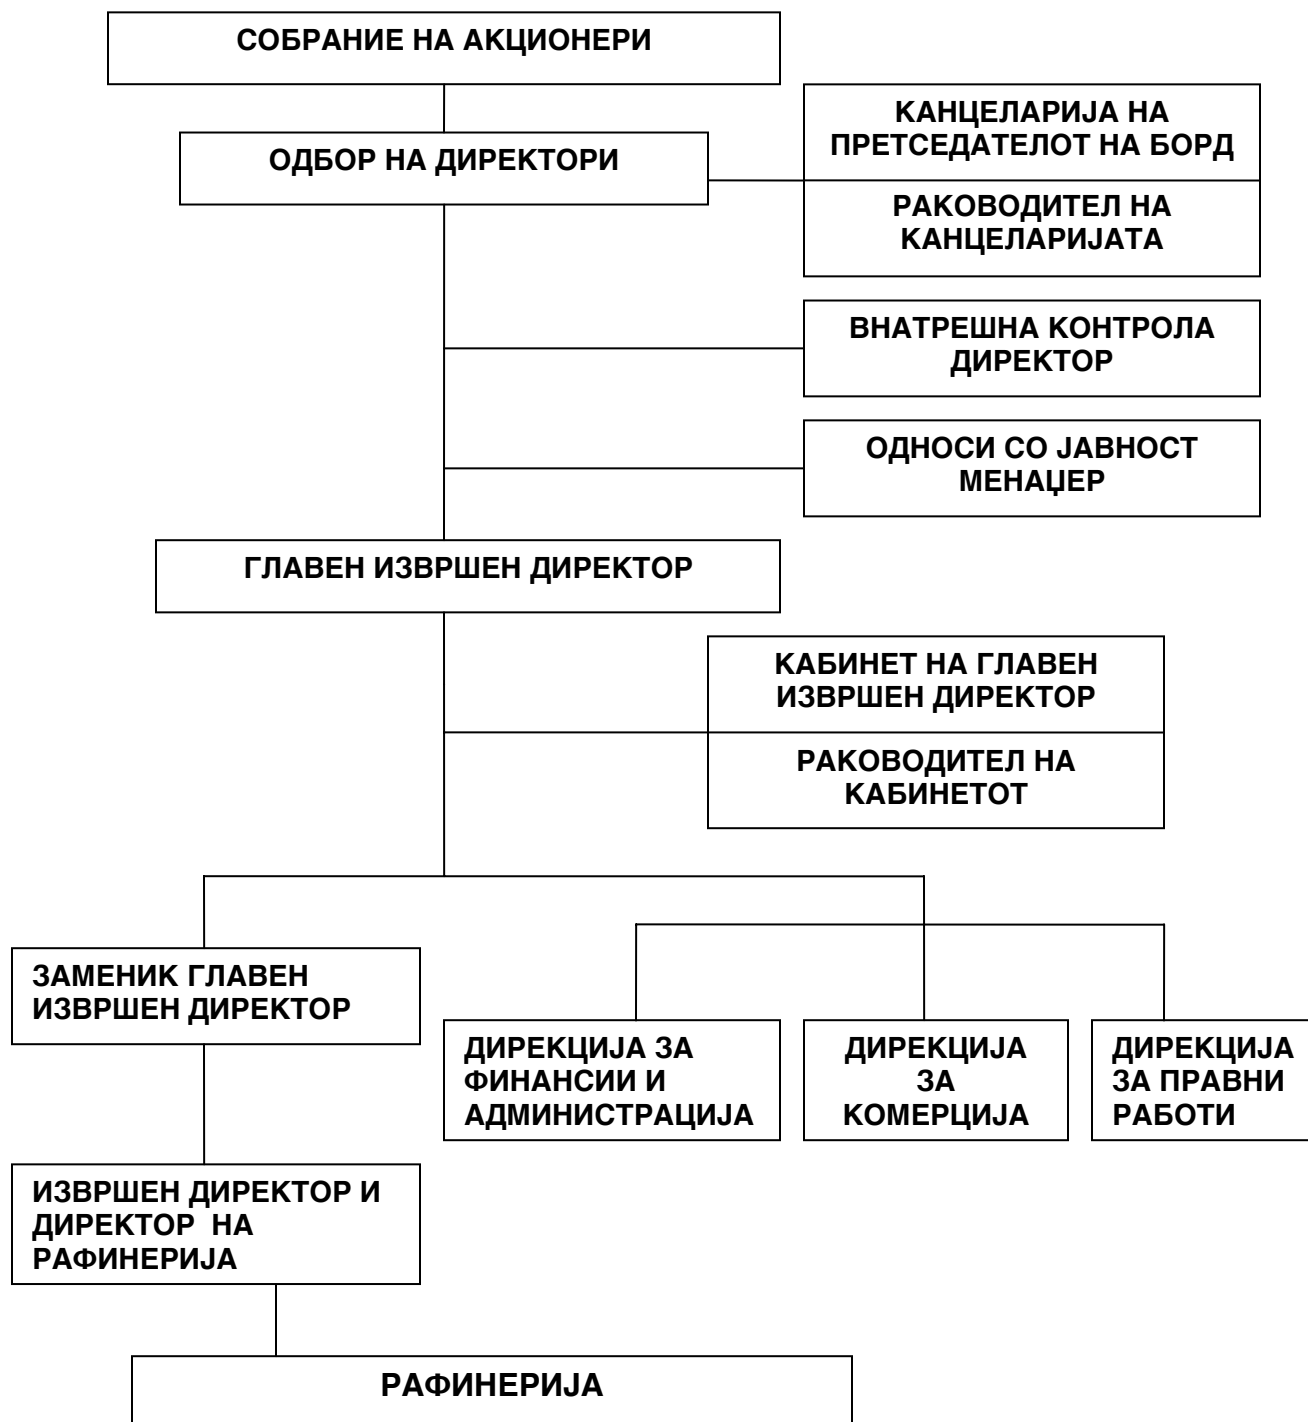 СОБРАНИЕ НА АКЦИОНЕРИ
КАНЦЕЛАРИЈА НА
ПРЕТСЕДАТЕЛОТ НА БОРД
ОДБОР НА ДИРЕКТОРИ
РАКОВОДИТЕЛ НА
КАНЦЕЛАРИЈАТА
ВНАТРЕШНА КОНТРОЛА
ДИРЕКТОР
ОДНОСИ СО ЈАВНОСТ
МЕНАЏЕР
ГЛАВЕН ИЗВРШЕН ДИРЕКТОР
КАБИНЕТ НА ГЛАВЕН
ИЗВРШЕН ДИРЕКТОР
РАКОВОДИТЕЛ НА
КАБИНЕТОТ
ЗАМЕНИК ГЛАВЕН
ИЗВРШЕН ДИРЕКТОР
ДИРЕКЦИЈА ЗА
ФИНАНСИИ И
АДМИНИСТРАЦИЈА
ДИРЕКЦИЈА
ЗА
КОМЕРЦИЈА
ДИРЕКЦИЈА
ЗА ПРАВНИ
РАБОТИ
ИЗВРШЕН ДИРЕКТОР И
ДИРЕКТОР НА
РАФИНЕРИЈА
РАФИНЕРИЈА